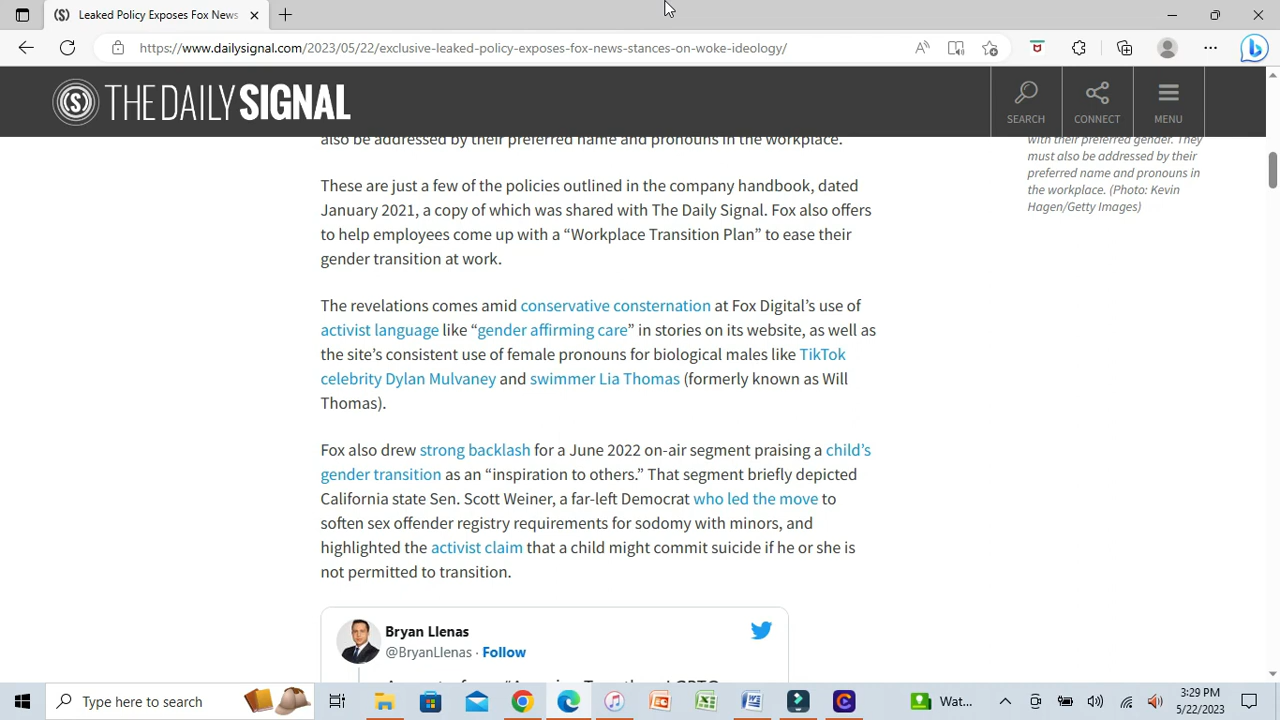 Leaked Policy Exposes Fox News
https://www.dailysignal.com/2023/05/22/exclusive-leaked-policy-exposes-fox-news-stances-on-woke-ideology/
THE DAILY SIGNAL
SEARCH
CONNECT
MENU
also be addressed by their preferred name and pronouns in the workplace.
These are just a few of the policies outlined in the company handbook, dated
January 2021, a copy of which was shared with The Daily Signal. Fox also offers
to help employees come up with a “Workplace Transition Plan” to ease their
gender transition at work.
The revelations comes amid conservative consternation at Fox Digital’s use of
activist language like “gender affirming care” in stories on its website, as well as
the site’s consistent use of female pronouns for biological males like TikTok
celebrity Dylan Mulvaney and swimmer Lia Thomas (formerly known as Will
Thomas).
Fox also drew strong backlash for a June 2022 on-air segment praising a child’s
gender transition as an “inspiration to others.” That segment briefly depicted
California state Sen. Scott Weiner, a far-left Democrat who led the move to
soften sex offender registry requirements for sodomy with minors, and
highlighted the activist claim that a child might commit suicide if he or she is
not permitted to transition.
Bryan Llenas
@BryanLlenas · Follow
with their preferred gender. They
must also be addressed by their
preferred name and pronouns in
the workplace. (Photo: Kevin
Hagen/Getty Images)
Type here to search
Wat...
3:29 PM
5/22/2023